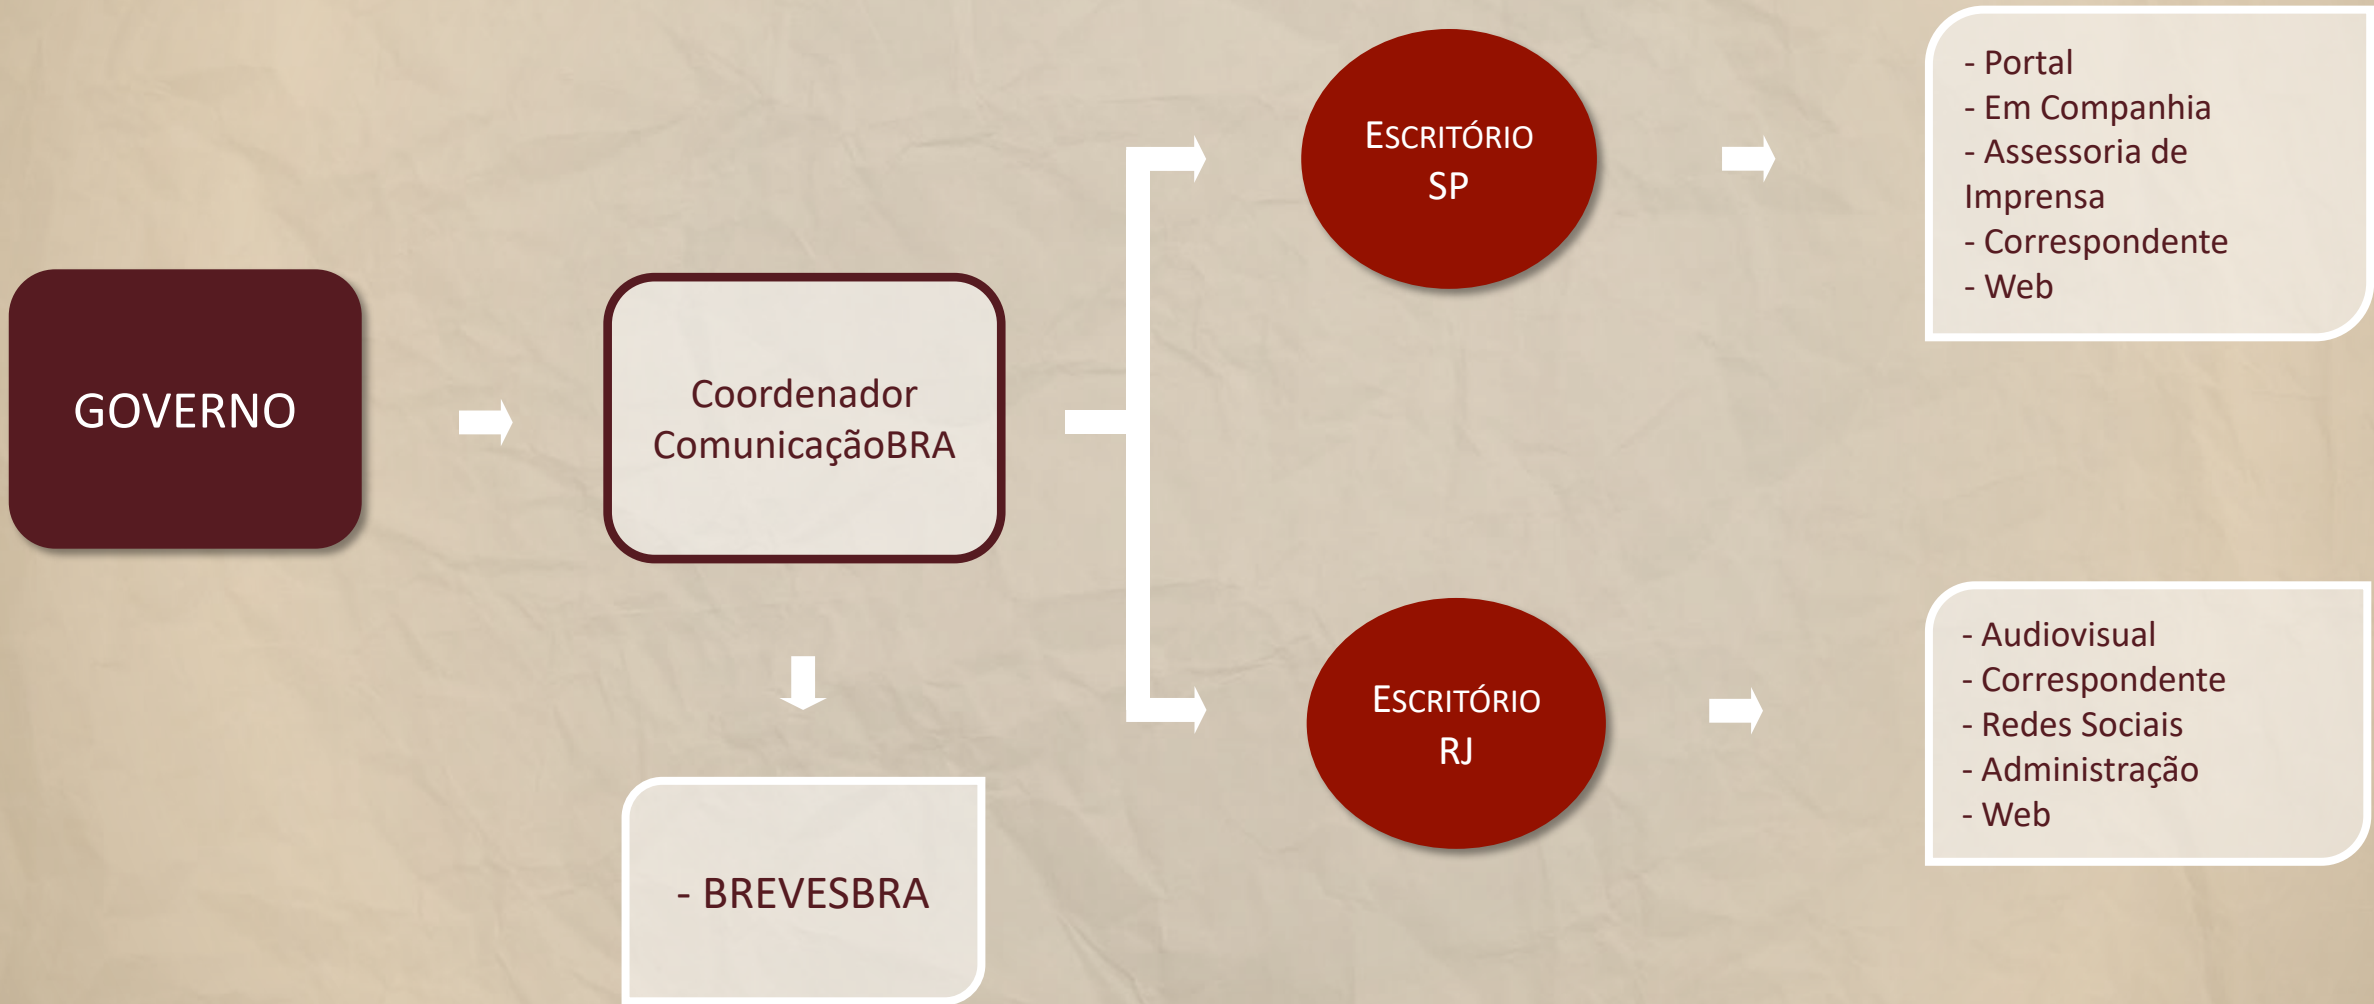 GOVERNO
Coordenador
ComunicaçãoBRA
- BREVESBRA
ESCRITÓRIO
SP
- Portal
- Em Companhia
- Assessoria de
Imprensa
- Correspondente
- Web
ESCRITÓRIO
RJ
- Audiovisual
- Correspondente
- Redes Sociais
- Administração
- Web